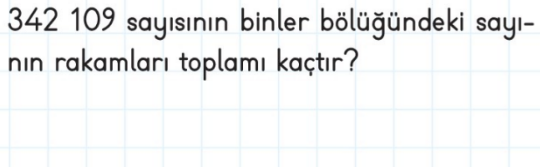 342 109 sayısının binler bölüğündeki sayı-
nın rakamları toplamı kaçtır?